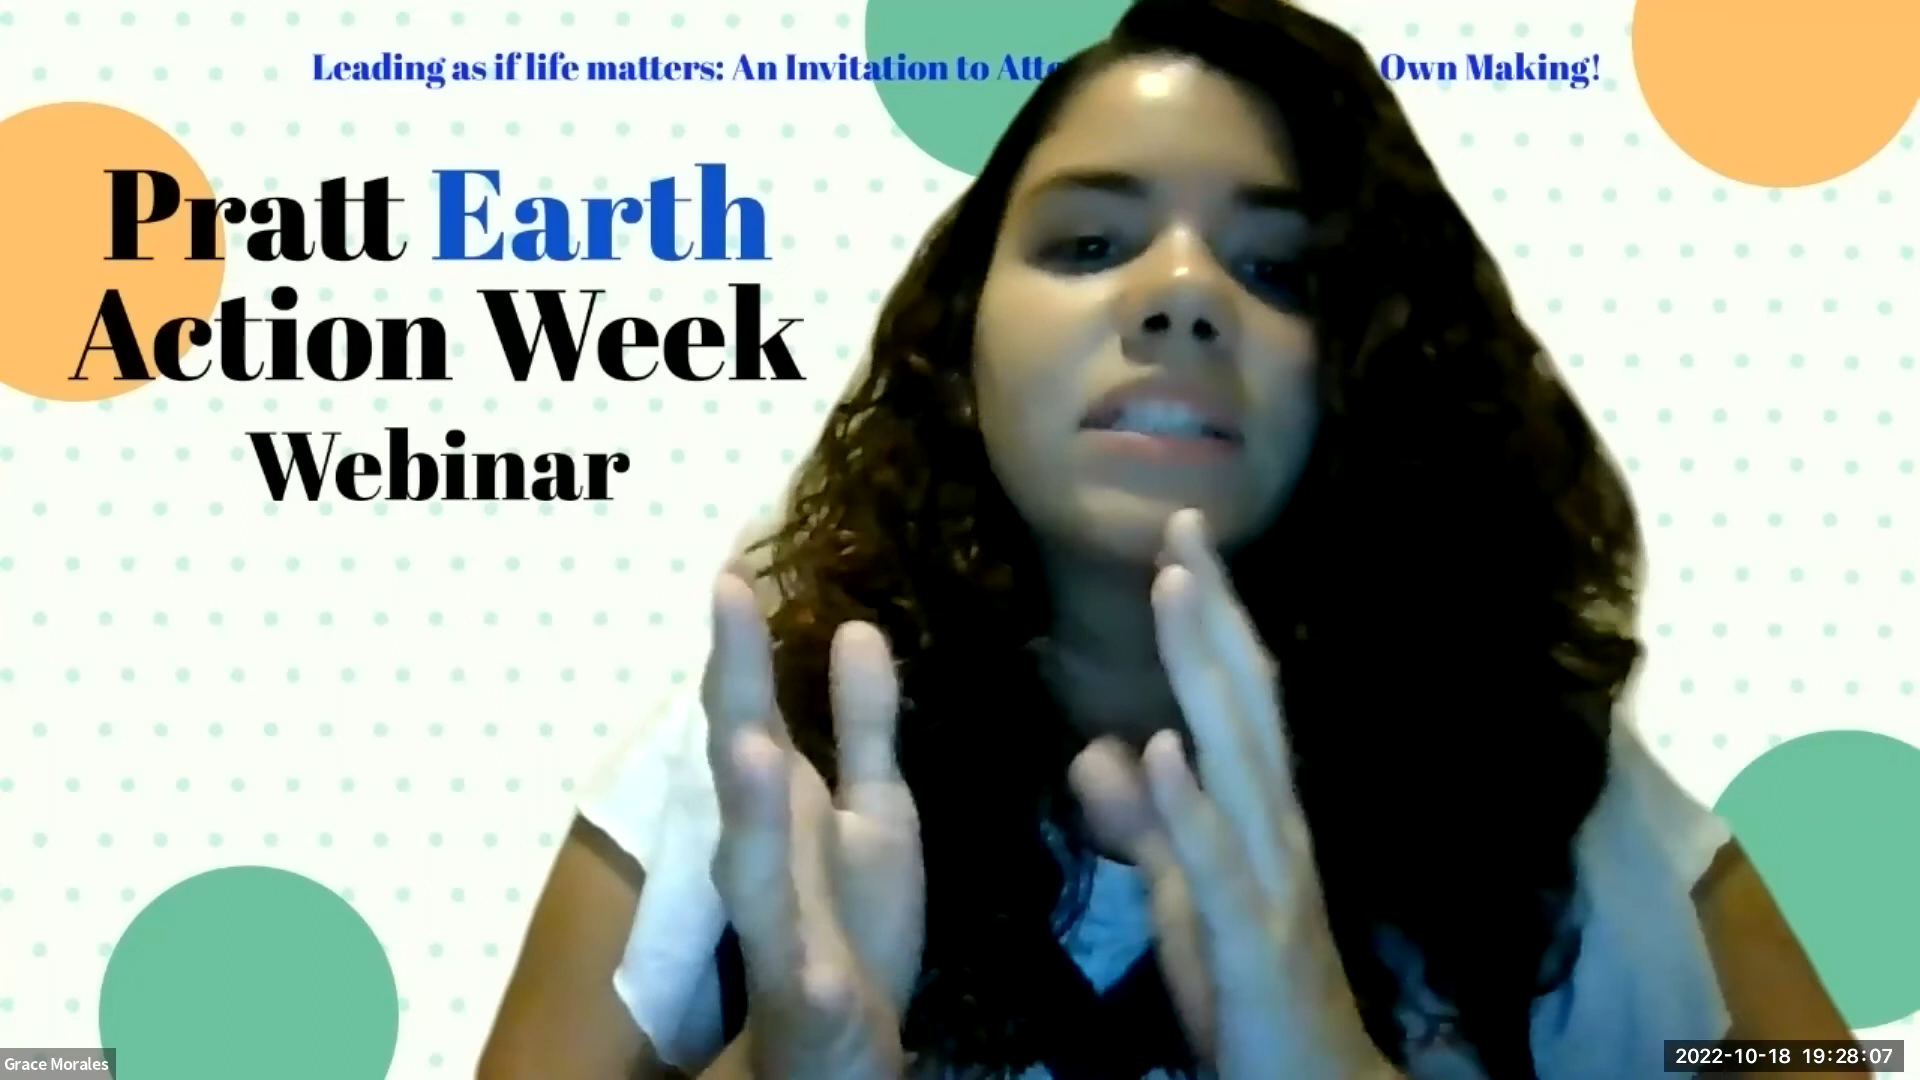 Leading as if life matters: An Invitation to Own Making!
Pratt Earth
Action Week
Webinar
Grace Morales
2022-10-18 19:28:07